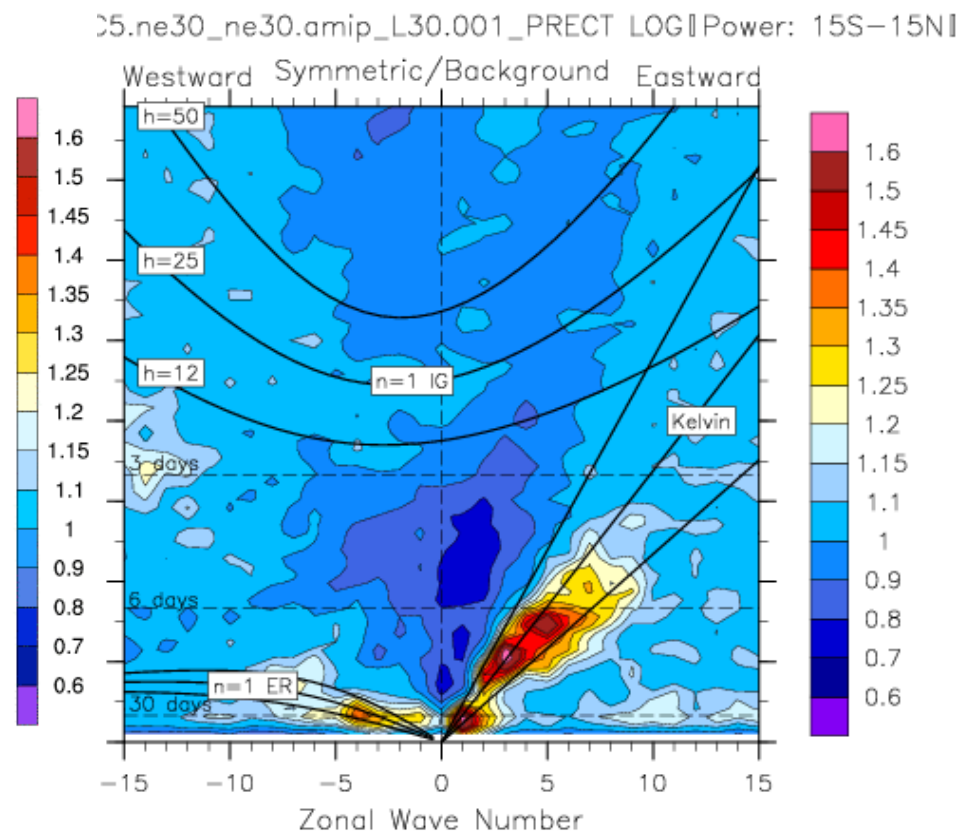 05.ne30_ne30.amip_L30.001_PRECT LOG▯Power: 15S-15N▯
Westward Symmetric/Background Eastward
1.6
1.5
1.45
1.4
1.35
1.3
1.25
1.2
1.15
1.1
1
0.9
0.8
0.7
0.6
h=50
h=25
h=12
n=1 IG
Kelvin
3 days
6 days
n=1 ER
30 days
1.6
1.5
1.45
1.4
1.35
1.3
1.25
1.15
1.1
1
0.9
0.8
0.7
0.6
-15 -10 -5 0 5 10 15
Zonal Wave Number